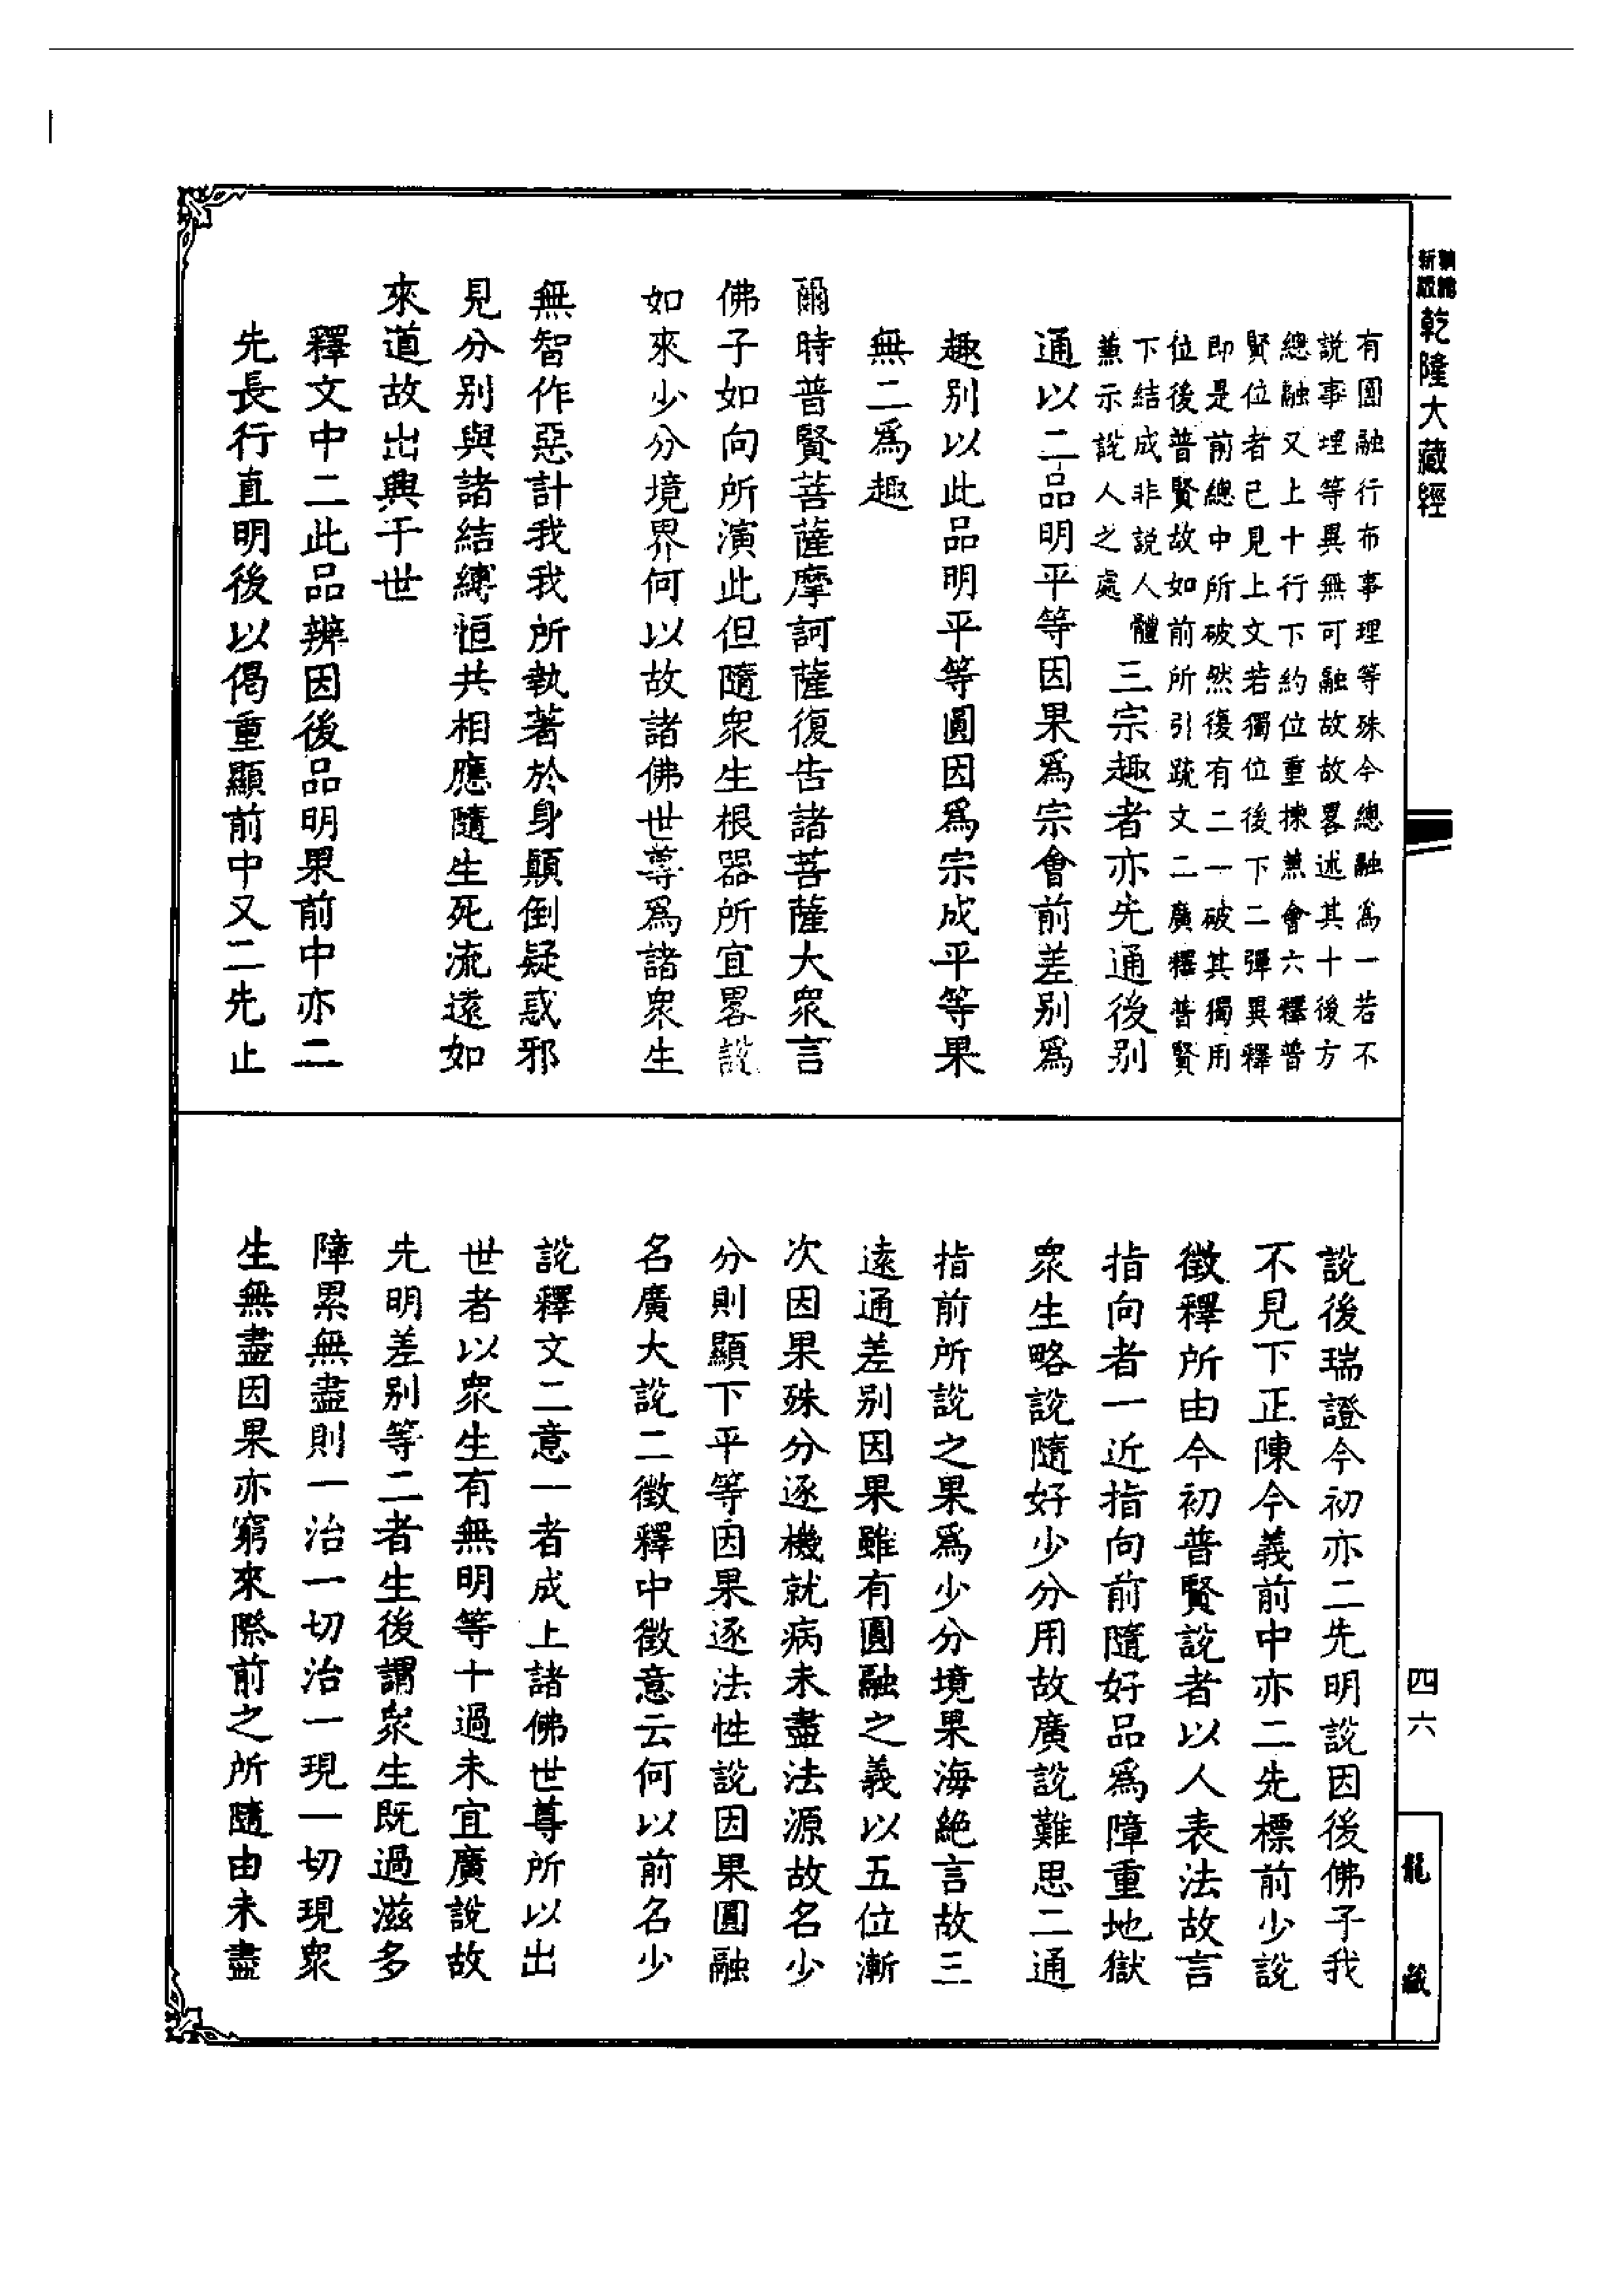 新版
乾隆大藏經
有圓融行布事理等殊今總融爲一若不
説事理等異無可融故故畧述其十後方
總融又上十行下約位重揀蕉會六釋普
賢位者已見上文若獨位後下二彈異釋
即是前總中所破然復有二一破其獨用
位後普賢故如前所引疏文二廣釋普賢
下結成非説人體
蕉示説人之處
三宗趣者亦先通後別
通以二品明平等因果爲宗會前差別爲
趣別以此品明平等圓因爲宗成平等果
無二爲趣
爾時普賢菩薩摩訶薩復告諸菩薩大衆言
佛子如向所演此但隨衆生根器所宜畧説
如來少分境界何以故諸佛世尊爲諸衆生
無智作惡計我我所執著於身顛倒疑惑邪
見分別與諸結縛恒共相應隨生死流遠如
來道故出興于世
釋文中二此品辨因後品明果前中亦二
先長行直明後以偈重顯前中又二先止
説後瑞證今初亦二先明説因後佛子我
不見下正陳今義前中亦二先標前少説
徵釋所由今初普賢説者以人表法故言
指向者一近指向前隨好品爲障重地獄
衆生略説隨好少分用故廣説難思二通
指前所説之果爲少分境果海絶言故三
遠通差別因果雖有圓融之義以五位漸
次因果殊分逐機就病未盡法源故名少
分則顯下平等因果逐法性説因果圓融
名廣大説二徵釋中徵意云何以前名少
説釋文二意一者成上諸佛世尊所以出
世者以衆生有無明等十過未宜廣説故
先明差別等二者生後謂衆生既過滋多
障累無盡則一治一切治一現一切現衆
生無盡因果亦窮來際前之所隨由未盡
四六
龍藏